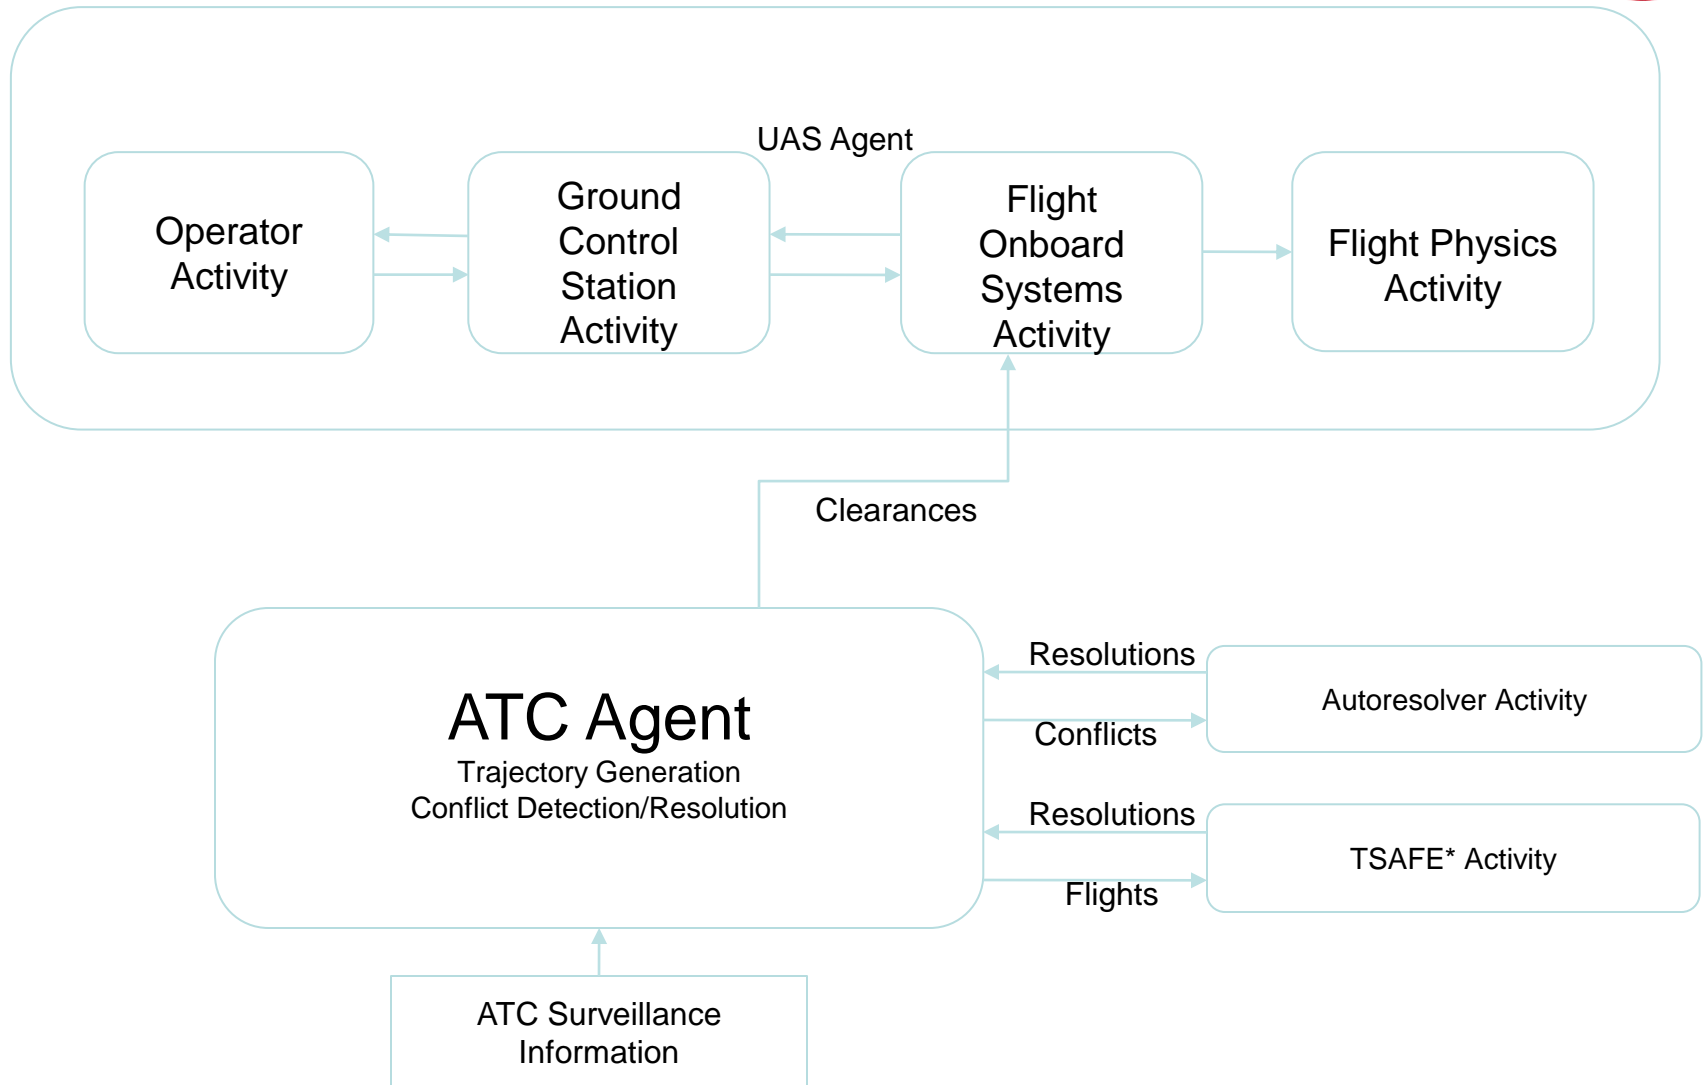 UAS Agent
Operator
Activity
Ground
Control
Station
Activity
Flight
Onboard
Systems
Activity
Flight Physics
Activity
Clearances
ATC Agent
Trajectory Generation
Conflict Detection/Resolution
Resolutions
Conflicts
Autoresolver Activity
Resolutions
Flights
TSAFE* Activity
ATC Surveillance
Information